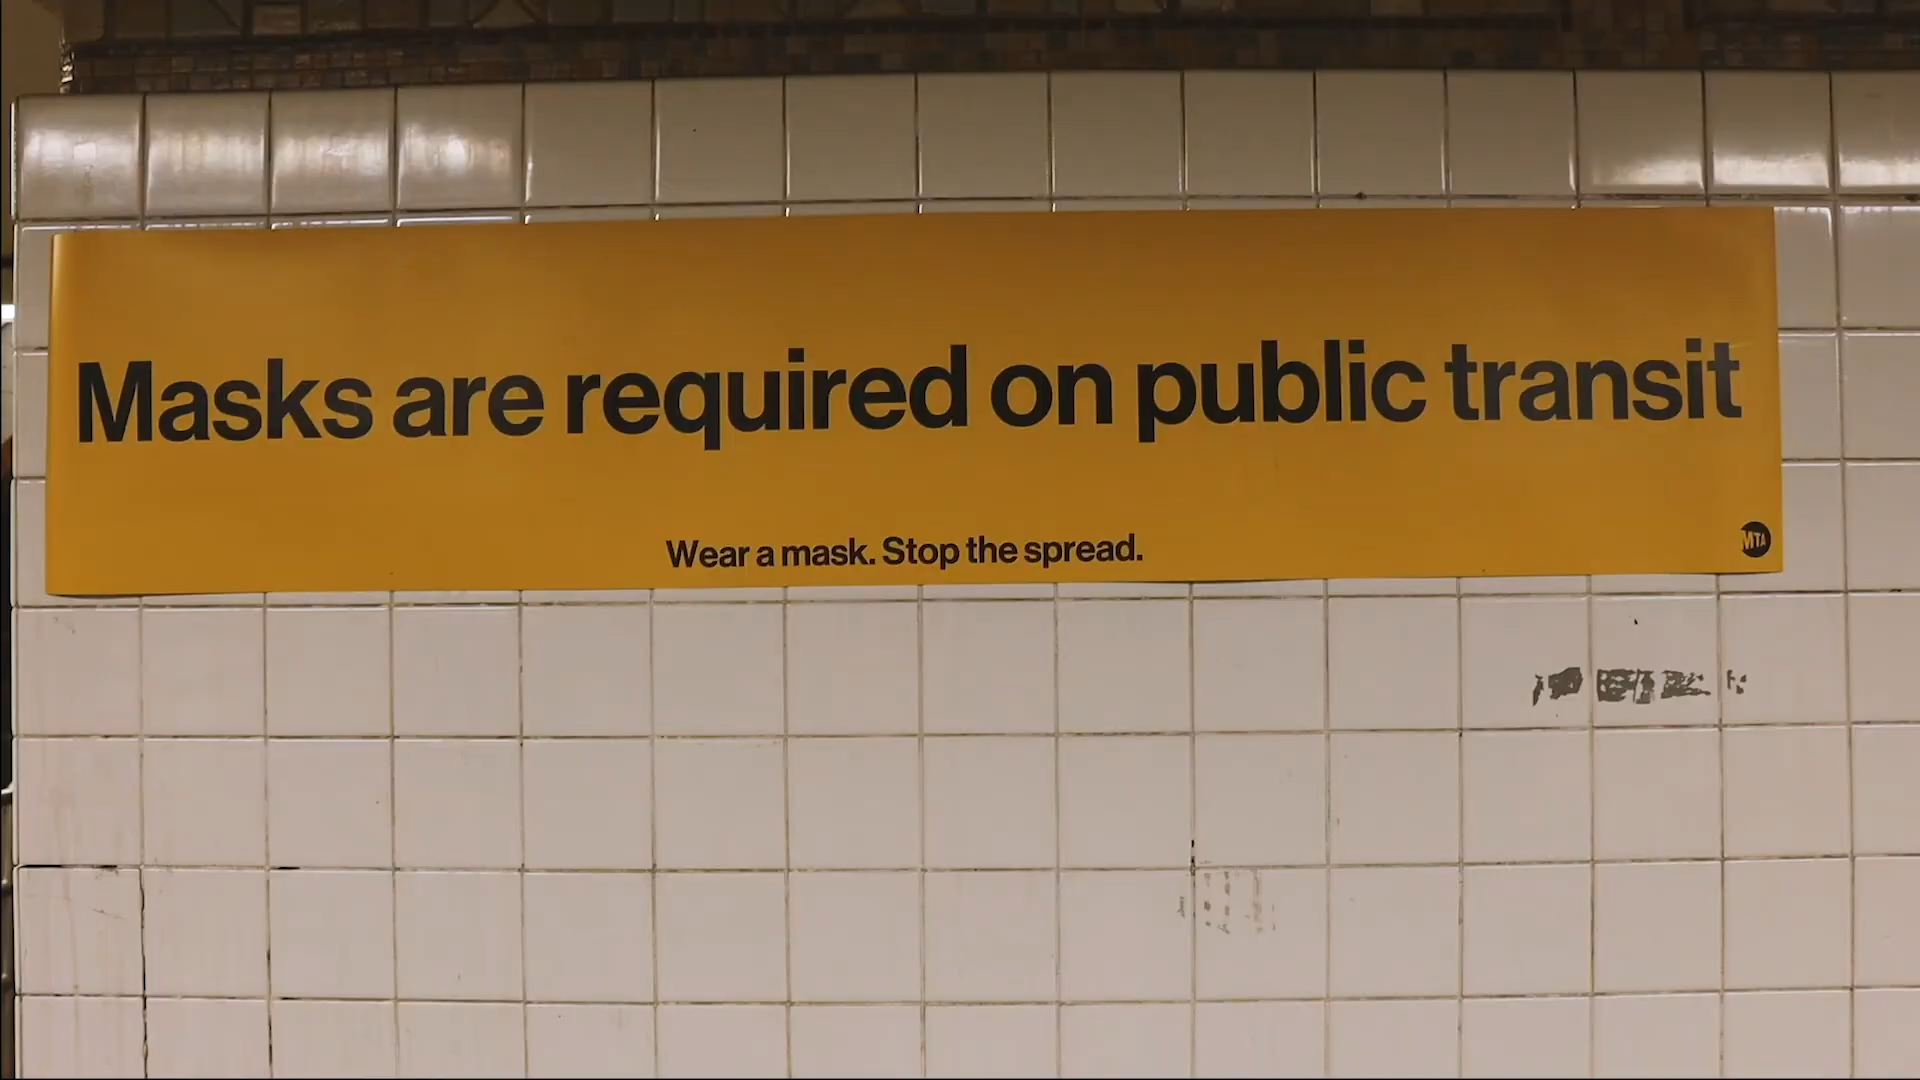 Masks are required on public transit
Wear a mask. Stop the spread.
MTA